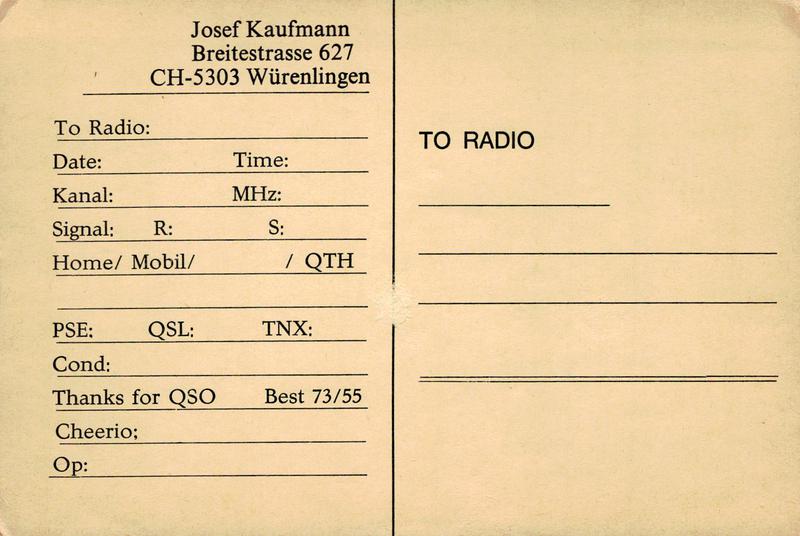 Josef Kaufmann
Breitestrasse 627
CH-5303 Würenlingen
To Radio:
Date: Time:
Kanal: MHz:
Signal: R: S:
Home/ Mobil/ / QTH
PSE: QSL: TNX:
Cond:
Thanks for QSO Best 73/55
Cheerio;
Op:
TO RADIO